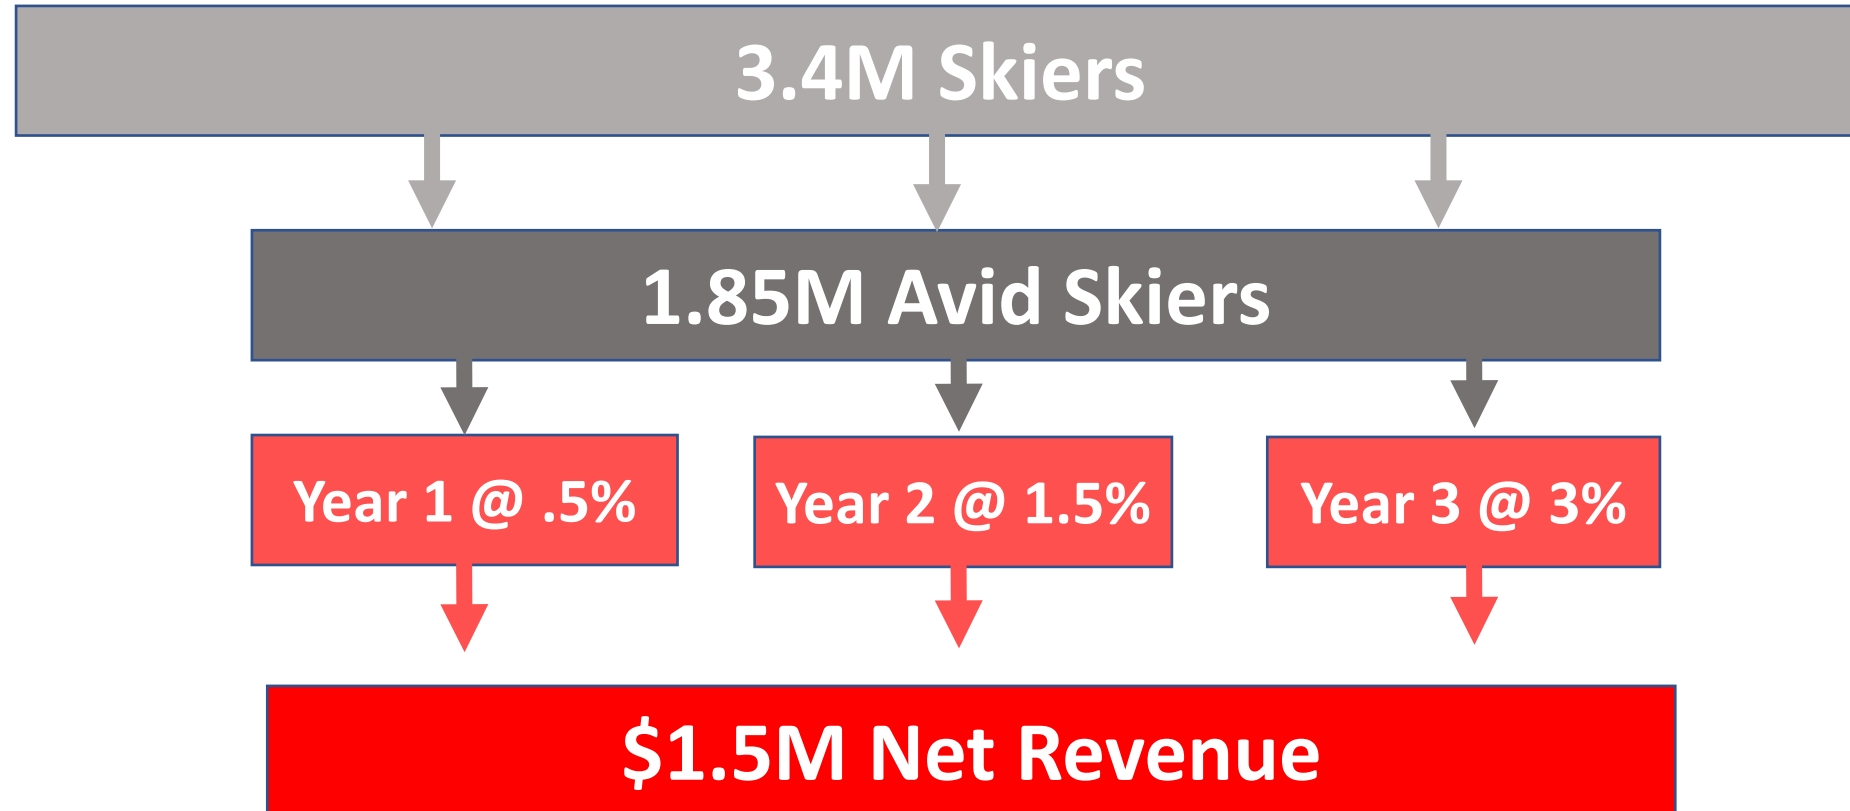 3.4M Skiers
1.85M Avid Skiers
Year 1 @ .5%
Year 2 @ 1.5%
Year 3 @ 3%
$1.5M Net Revenue